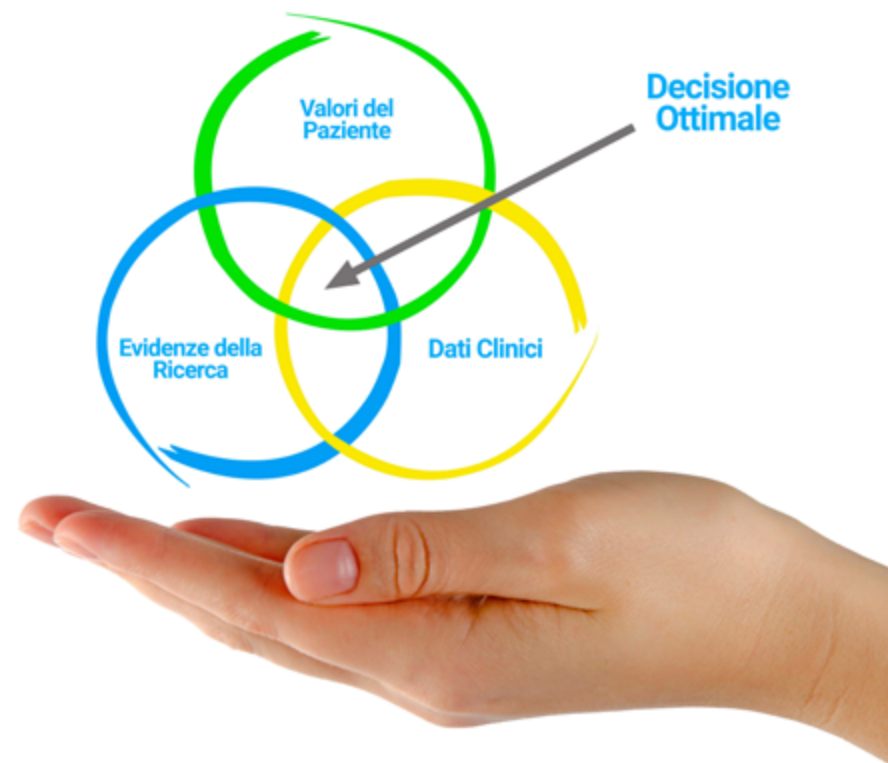 Valori del
Paziente
Decisione
Ottimale
Evidenze della
Ricerca
Dati Clinici